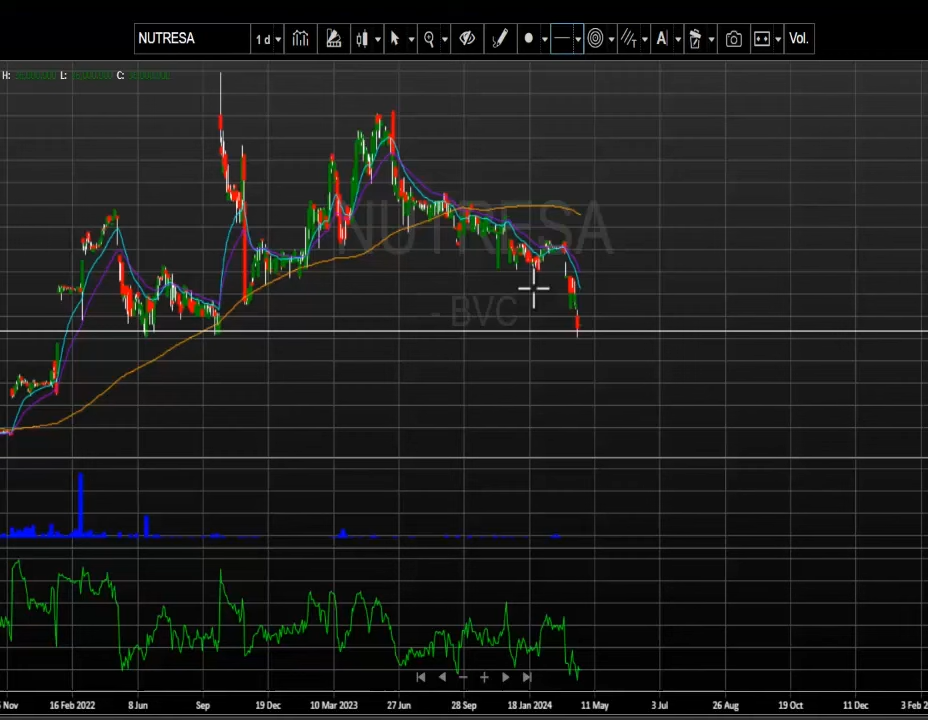 NUTRESA 1 d T A Vol.
H: L: C:
NUTRESA
- BVC
Nov 16 Feb 2022 8 Jun Sep 19 Dec 10 Mar 2023 27 Jun 28 Sep 18 Jan 2024 11 May 3 Jul 26 Aug 19 Oct 11 Dec 3 Feb